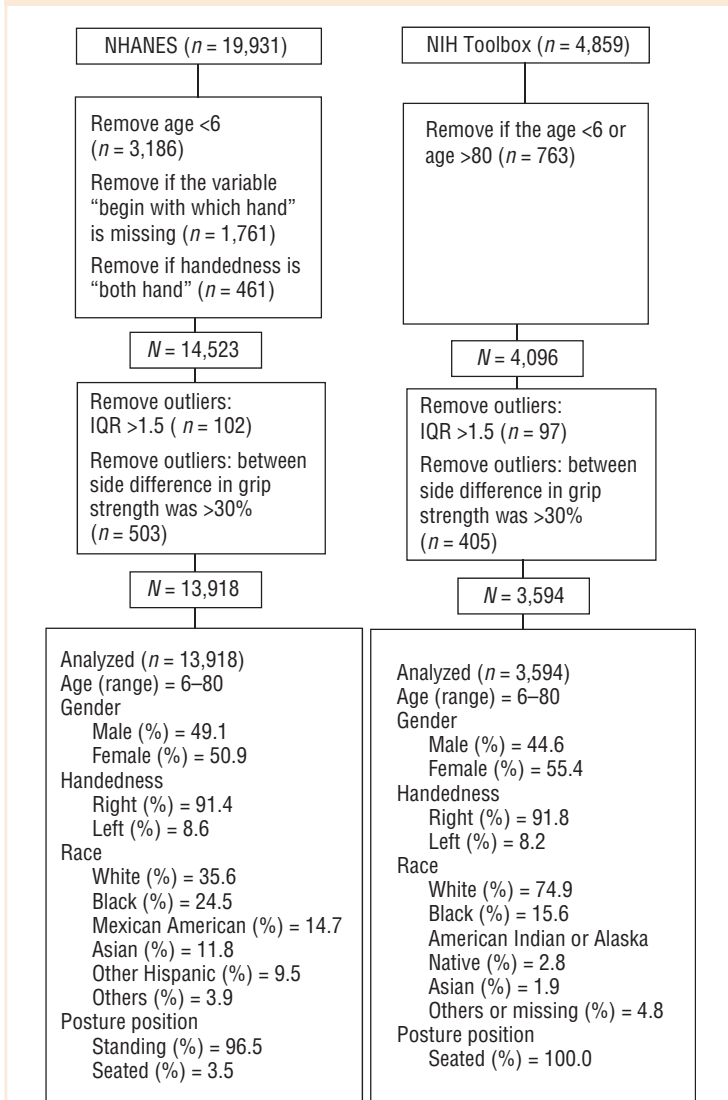 NHANES (n = 19,931)
Remove age <6
(n = 3,186)
Remove if the variable
“begin with which hand”
is missing (n = 1,761)
Remove if handedness is
“both hand” (n = 461)
N = 14,523
Remove outliers:
IQR >1.5 ( n = 102)
Remove outliers: between
side difference in grip
strength was >30%
(n = 503)
N = 13,918
Analyzed (n = 13,918)
Age (range) = 6–80
Gender
Male (%) = 49.1
Female (%) = 50.9
Handedness
Right (%) = 91.4
Left (%) = 8.6
Race
White (%) = 35.6
Black (%) = 24.5
Mexican American (%) = 14.7
Asian (%) = 11.8
Other Hispanic (%) = 9.5
Others (%) = 3.9
Posture position
Standing (%) = 96.5
Seated (%) = 3.5
NIH Toolbox (n = 4,859)
Remove if the age <6 or
age >80 (n = 763)
N = 4,096
Remove outliers:
IQR >1.5 (n = 97)
Remove outliers: between
side difference in grip
strength was >30%
(n = 405)
N = 3,594
Analyzed (n = 3,594)
Age (range) = 6–80
Gender
Male (%) = 44.6
Female (%) = 55.4
Handedness
Right (%) = 91.8
Left (%) = 8.2
Race
White (%) = 74.9
Black (%) = 15.6
American Indian or Alaska
Native (%) = 2.8
Asian (%) = 1.9
Others or missing (%) = 4.8
Posture position
Seated (%) = 100.0